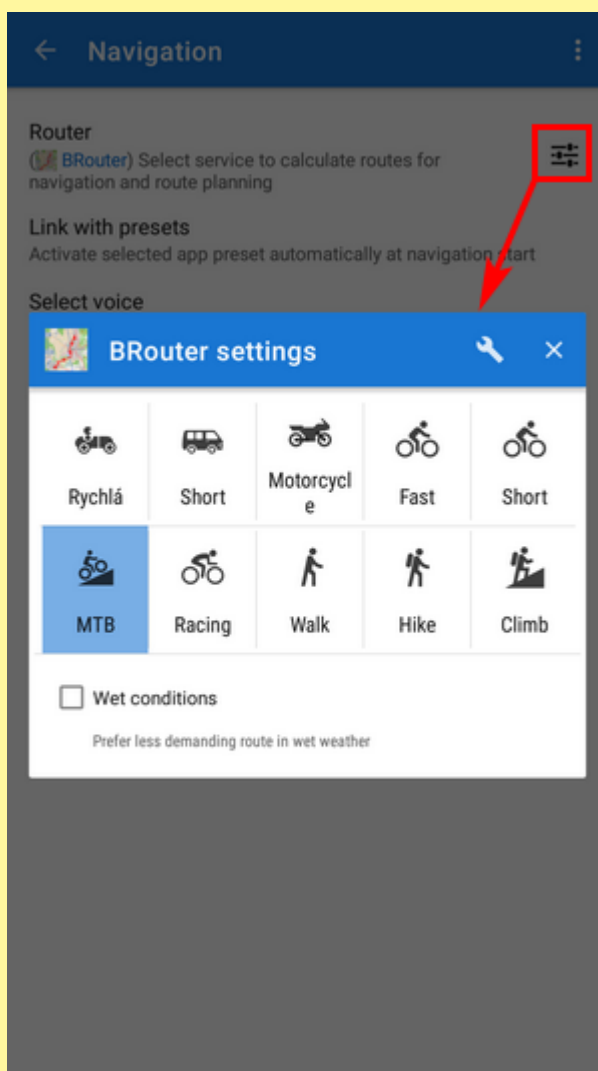 Navigation
Router
(BRouter) Select service to calculate routes for
navigation and route planning
Link with presets
Activate selected app preset automatically at navigation start
Select voice
BRouter settings
Rychlá
Short
Motorcycl
e
Fast
Short
MTB
Racing
Walk
Hike
Climb
Wet conditions
Prefer less demanding route in wet weather